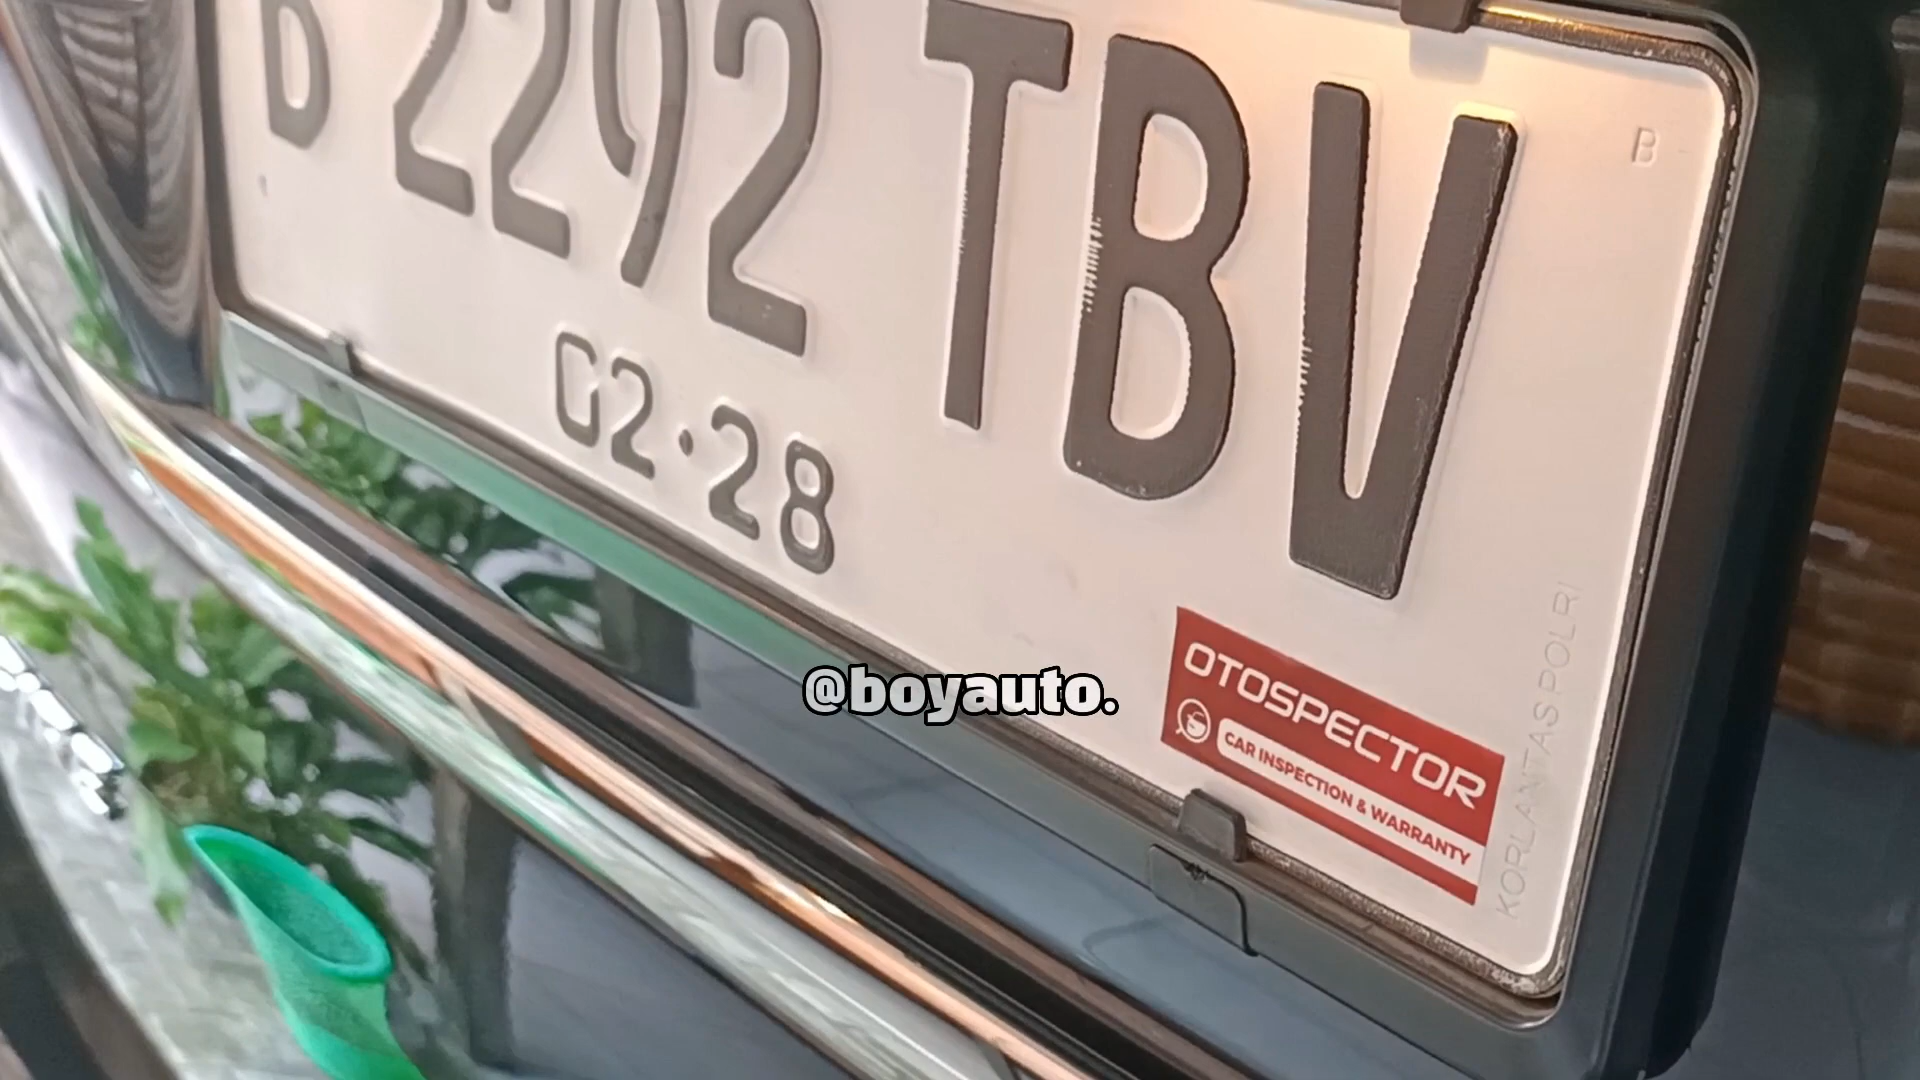 B 2292 TBV
B
02·28
OTOSPECTOR
CAR INSPECTION & WARRANTY
KORLANTAS POLRI
@boyauto.